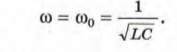 ω = ω₀ = 1/√LC.